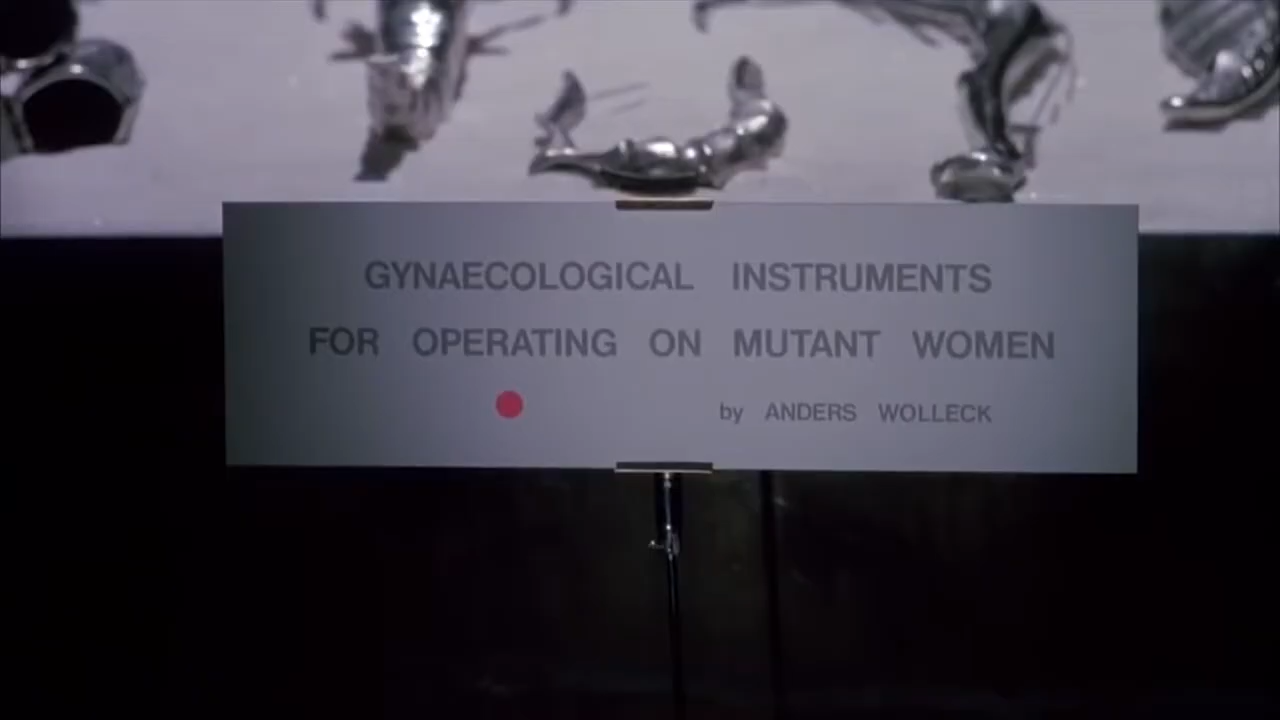 GYNAECOLOGICAL INSTRUMENTS
FOR OPERATING ON MUTANT WOMEN
by ANDERS WOLLECK